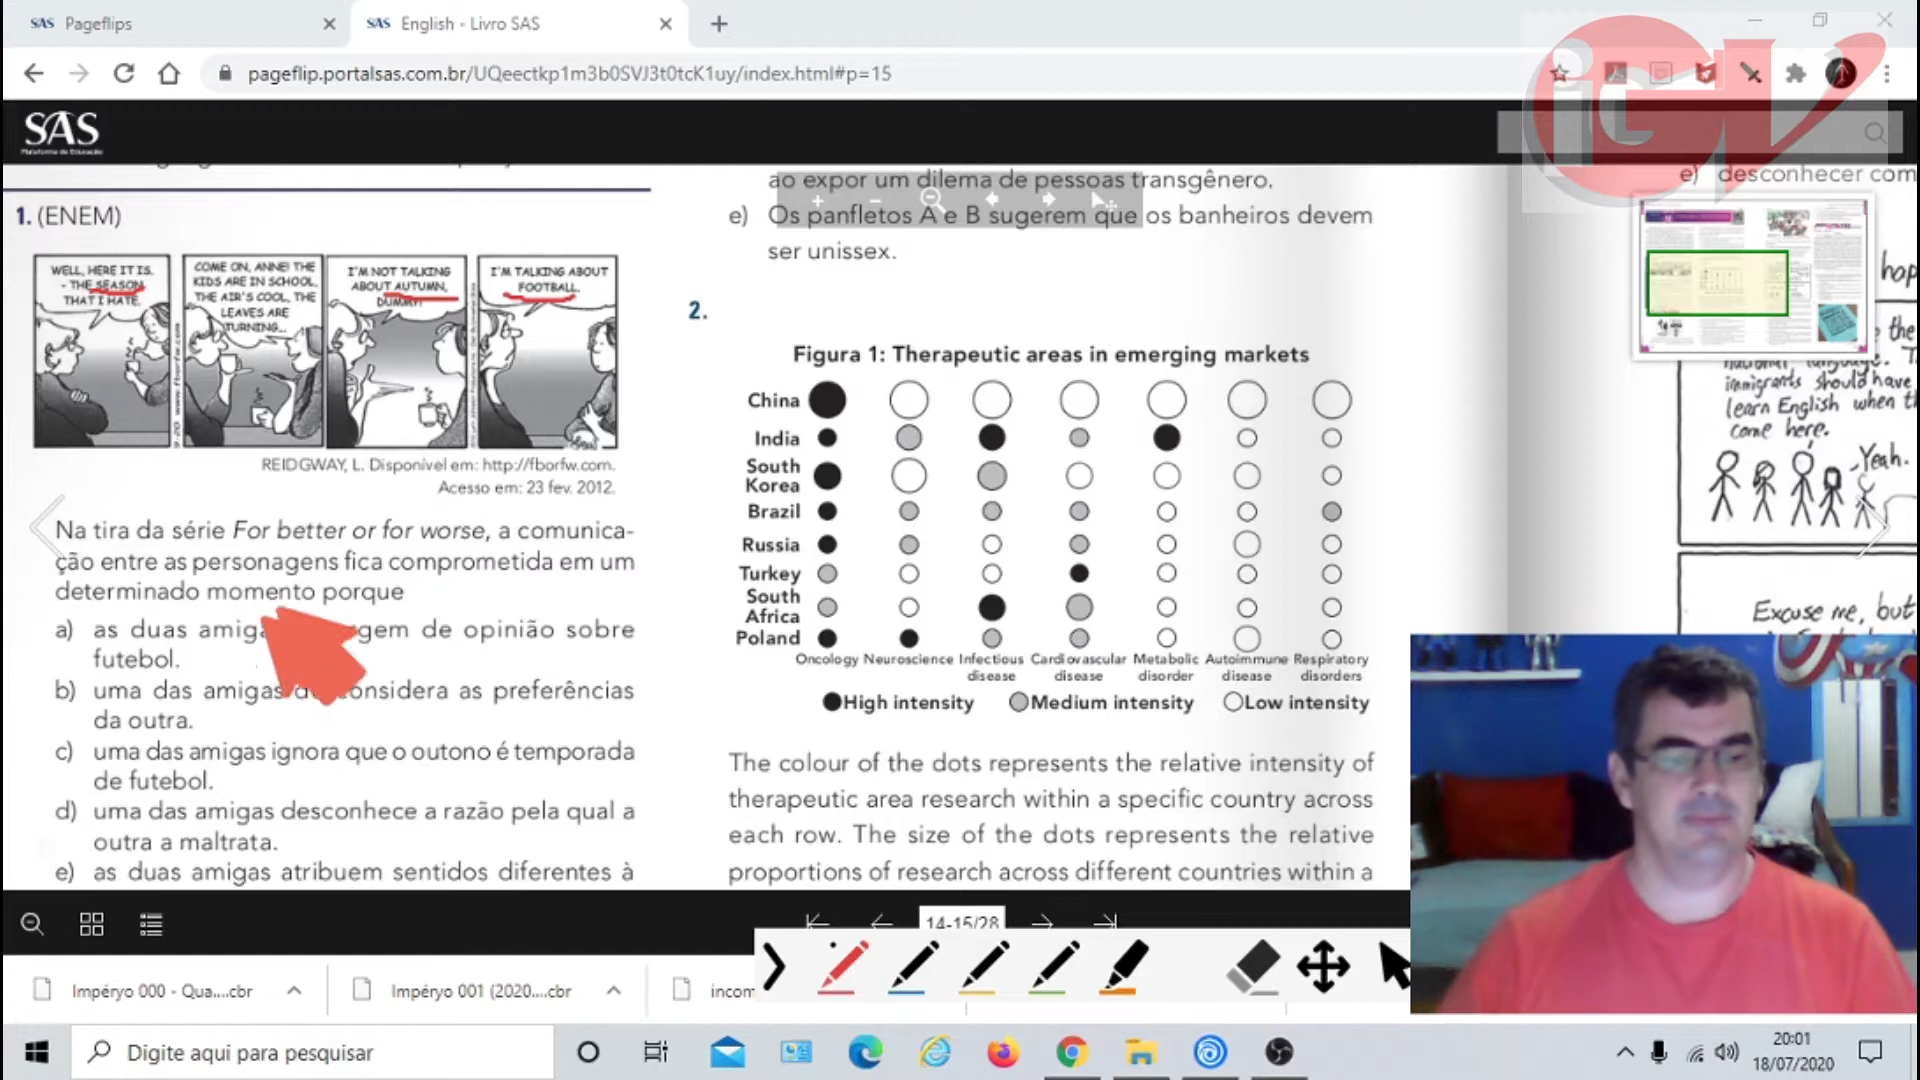 SAS Pageflips
SAS English - Livro SAS
pageflip.portalsas.com.br/UQeectkp1m3b0SVJ3t0tcK1uy/index.html#p=15
iGV
SAS
Plataforma de Educação
1. (ENEM)
WELL, HERE IT IS.
- THE SEASON
THAT I HATE.
COME ON, ANNE! THE
KIDS ARE IN SCHOOL,
THE AIR'S COOL, THE
LEAVES ARE
TURNING...
I'M NOT TALKING
ABOUT AUTUMN,
DUMMY!
I'M TALKING ABOUT
FOOTBALL.
REIDGWAY, L. Disponível em: http://fborfw.com.
Acesso em: 23 fev. 2012.
Na tira da série For better or for worse, a comunica-
ção entre as personagens fica comprometida em um
determinado momento porque
a) as duas amigas gem de opinião sobre
futebol.
b) uma das amigas considera as preferências
da outra.
c) uma das amigas ignora que o outono é temporada
de futebol.
d) uma das amigas desconhece a razão pela qual a
outra a maltrata.
e) as duas amigas atribuem sentidos diferentes à
ao expor um dilema de pessoas transgênero.
e) Os panfletos A e B sugerem que os banheiros devem
ser unissex.
2.
Figura 1: Therapeutic areas in emerging markets
China
India
South
Korea
Brazil
Russia
Turkey
South
Africa
Poland
Oncology Neuroscience Infectious Cardiovascular Metabolic Autoimmune Respiratory
disease disease disorder disease disorders
High intensity Medium intensity Low intensity
The colour of the dots represents the relative intensity of
therapeutic area research within a specific country across
each row. The size of the dots represents the relative
proportions of research across different countries within a
e) desconhecer com
hap
the
immigrants should have
learn English when th
come here.
Yeah.
Excuse me, but
14-15/28
Impéryo 000 - Qua....cbr
Impéryo 001 (2020....cbr
incom
Digite aqui para pesquisar
20:01
18/07/2020